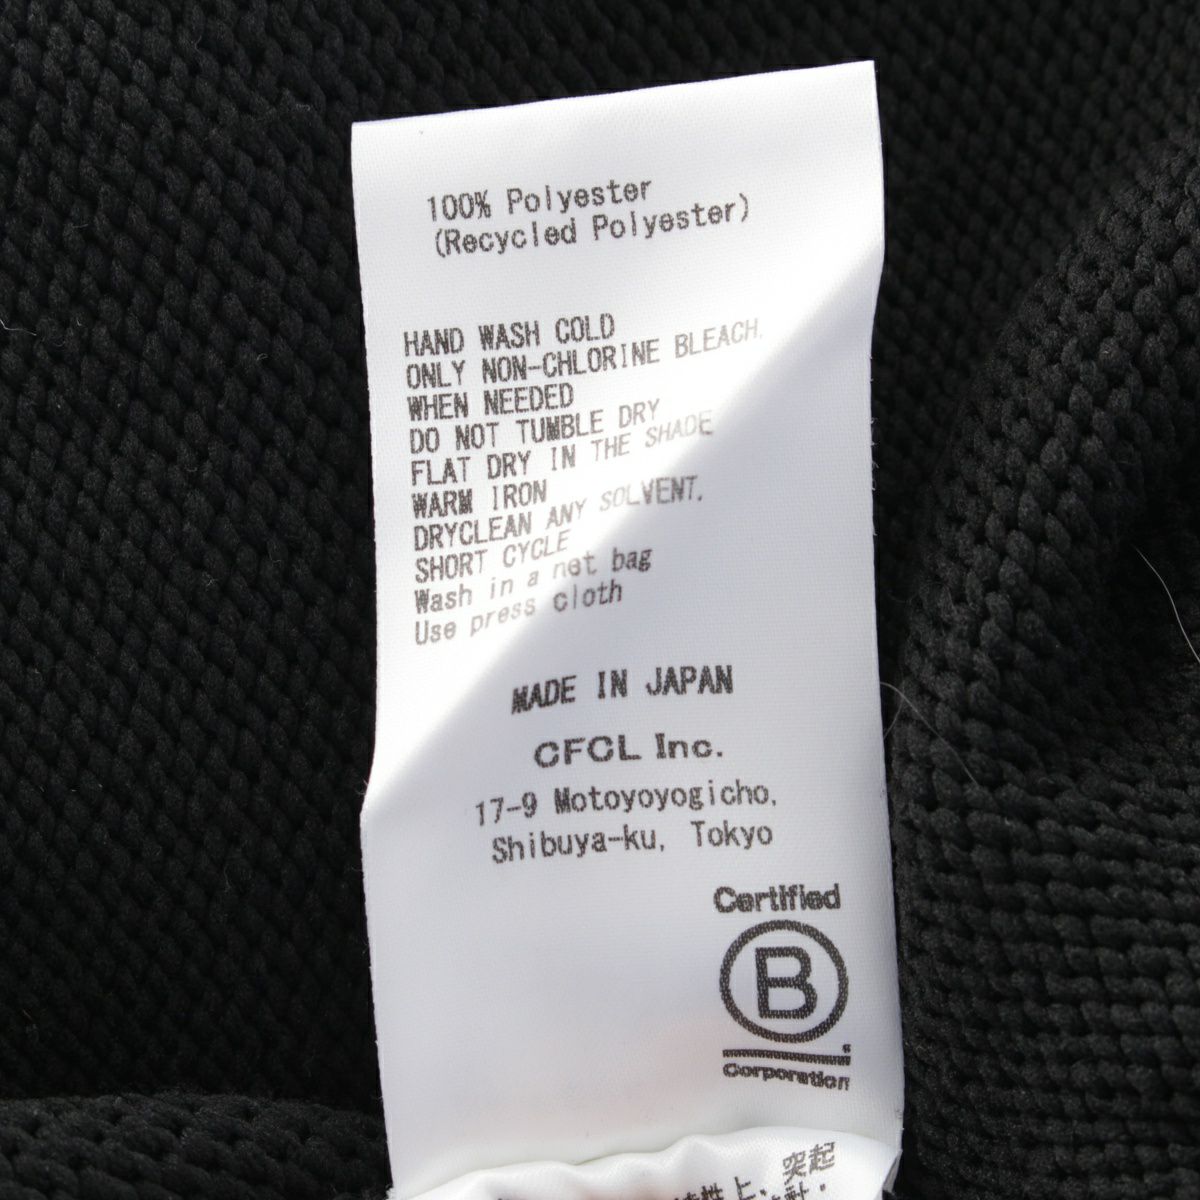 100% Polyester
(Recycled Polyester)
HAND WASH COLD
ONLY NON-CHLORINE BLEACH.
WHEN NEEDED
DO NOT TUMBLE DRY
FLAT DRY IN THE SHADE
WARM IRON
DRYCLEAN ANY SOLVENT.
SHORT CYCLE
Wash in a net bag
Use press cloth
MADE IN JAPAN
CFCL Inc.
17-9 Motoyoyogicho,
Shibuya-ku, Tokyo
Certified
B
Corporation
性上、突起